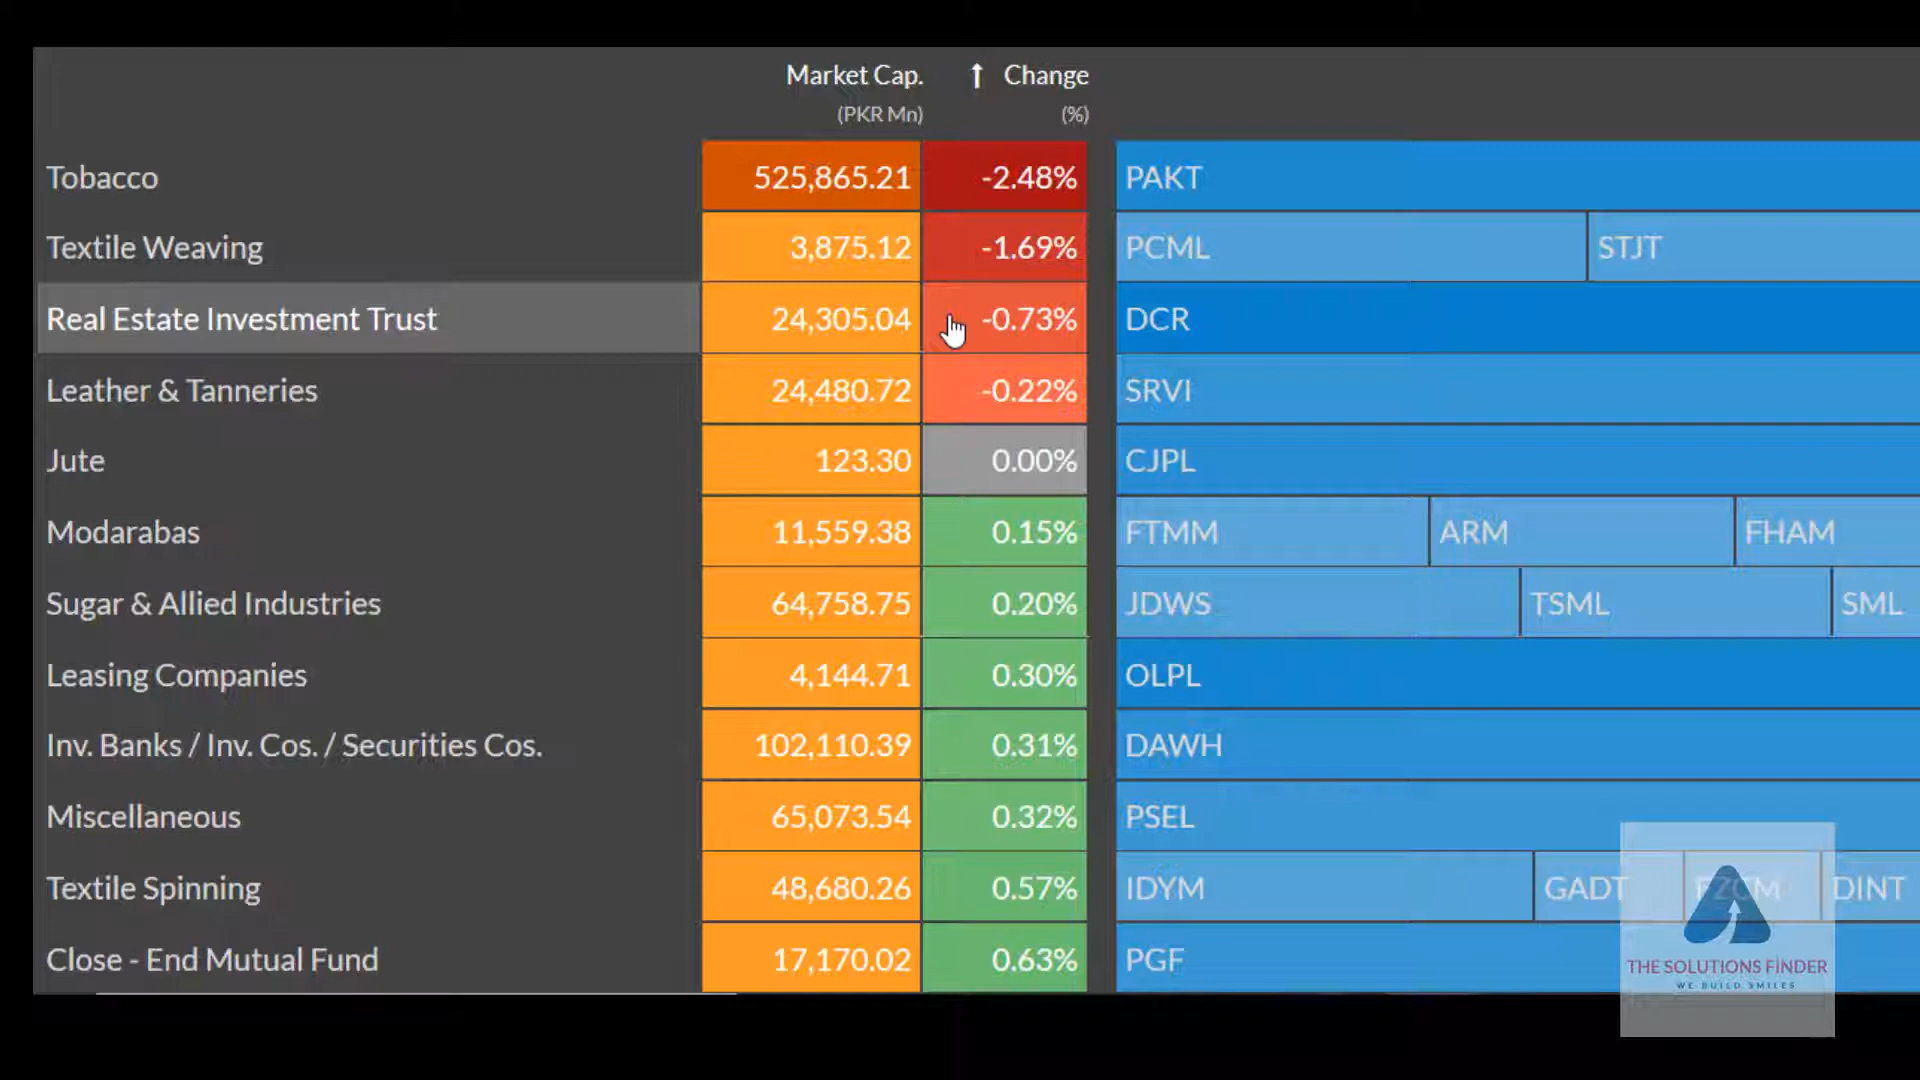 Market Cap. ↑ Change
(PKR Mn) (%)
Tobacco 525,865.21 -2.48% PAKT
Textile Weaving 3,875.12 -1.69% PCML STJT
Real Estate Investment Trust 24,305.04 -0.73% DCR
Leather & Tanneries 24,480.72 -0.22% SRVI
Jute 123.30 0.00% CJPL
Modarabas 11,559.38 0.15% FTMM ARM FHAM
Sugar & Allied Industries 64,758.75 0.20% JDWS TSML SML
Leasing Companies 4,144.71 0.30% OLPL
Inv. Banks / Inv. Cos. / Securities Cos. 102,110.39 0.31% DAWH
Miscellaneous 65,073.54 0.32% PSEL
Textile Spinning 48,680.26 0.57% IDYM GADT DINT
Close - End Mutual Fund 17,170.02 0.63% PGF
THE SOLUTIONS FINDER
WE BUILD SMILES